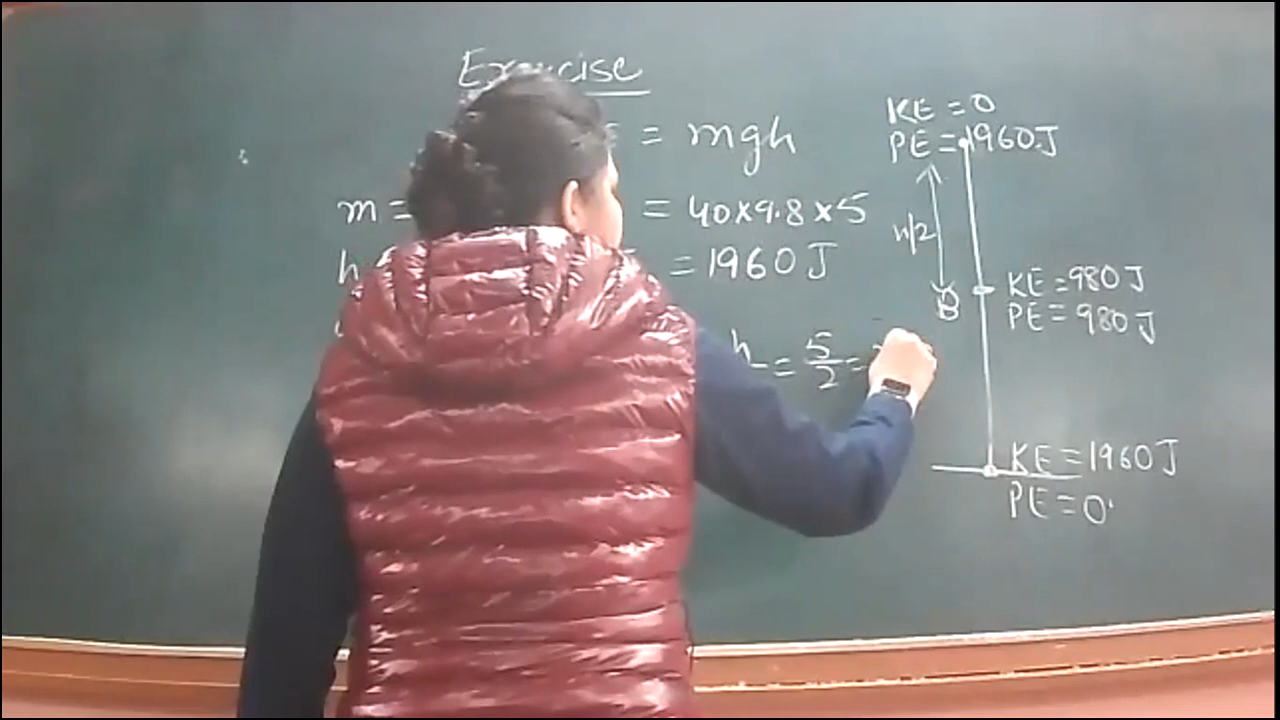 Exercise
= mgh
m = = 40×9.8×5
h = 1960 J
h = 5/2 =
KE = 0
PE = 1960J
h/2
B
KE = 980 J
PE = 980 J
KE = 1960 J
PE = 0.